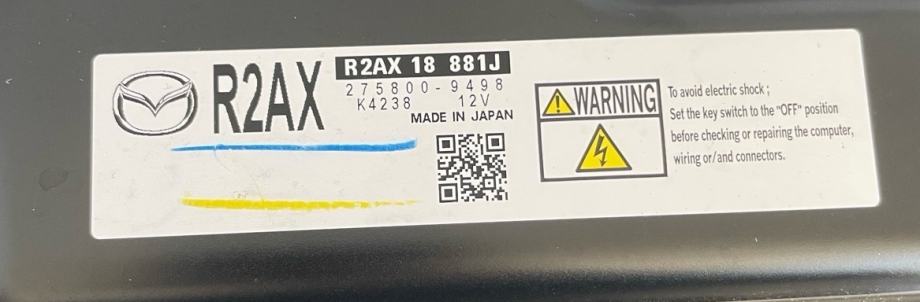 R2AX
R2AX 18 881J
275800-9498
K4238 12V
MADE IN JAPAN
WARNING
To avoid electric shock ;
Set the key switch to the "OFF" position
before checking or repairing the computer,
wiring or/and connectors.